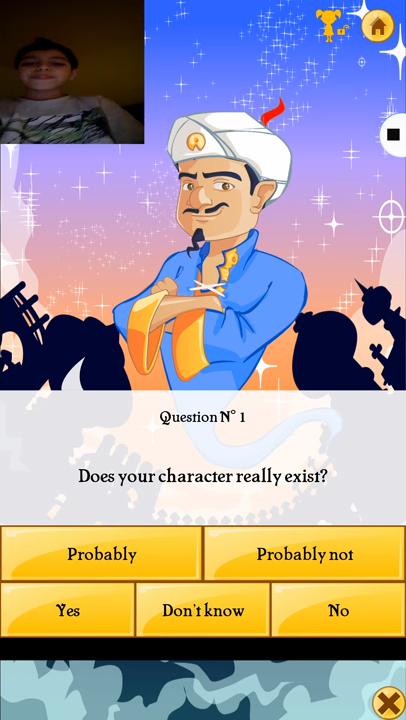 Question N° 1
Does your character really exist?
Probably
Probably not
Yes
Don't know
No